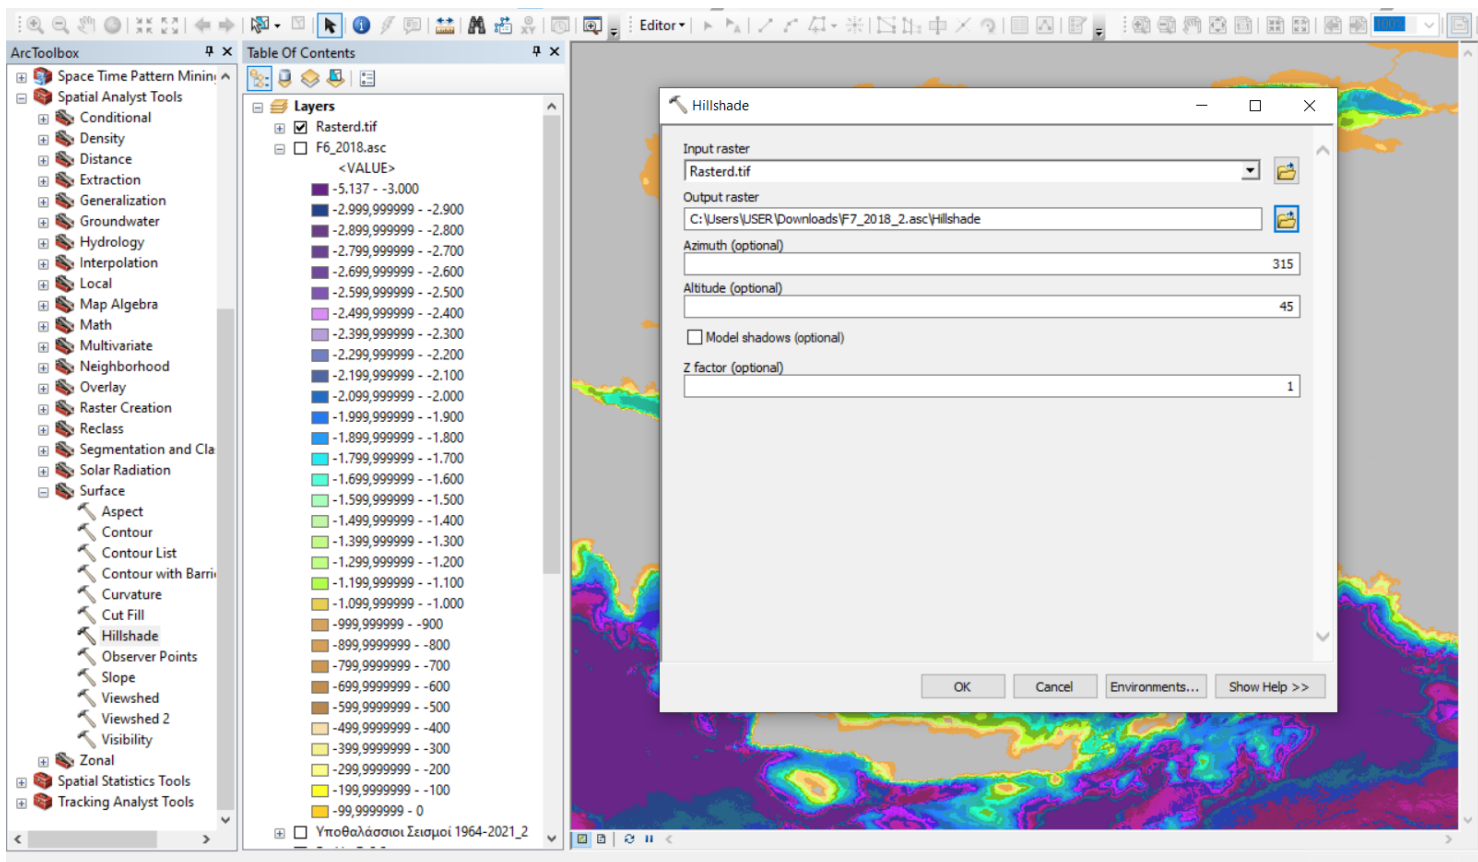 Editor
100%
ArcToolbox
Space Time Pattern Minin
Spatial Analyst Tools
Conditional
Density
Distance
Extraction
Generalization
Groundwater
Hydrology
Interpolation
Local
Map Algebra
Math
Multivariate
Neighborhood
Overlay
Raster Creation
Reclass
Segmentation and Cla
Solar Radiation
Surface
Aspect
Contour
Contour List
Contour with Barri
Curvature
Cut Fill
Hillshade
Observer Points
Slope
Viewshed
Viewshed 2
Visibility
Zonal
Spatial Statistics Tools
Tracking Analyst Tools
Table Of Contents
Layers
Rasterd.tif
F6_2018.asc
<VALUE>
-5.137 - -3.000
-2.999,999999 - -2.900
-2.899,999999 - -2.800
-2.799,999999 - -2.700
-2.699,999999 - -2.600
-2.599,999999 - -2.500
-2.499,999999 - -2.400
-2.399,999999 - -2.300
-2.299,999999 - -2.200
-2.199,999999 - -2.100
-2.099,999999 - -2.000
-1.999,999999 - -1.900
-1.899,999999 - -1.800
-1.799,999999 - -1.700
-1.699,999999 - -1.600
-1.599,999999 - -1.500
-1.499,999999 - -1.400
-1.399,999999 - -1.300
-1.299,999999 - -1.200
-1.199,999999 - -1.100
-1.099,999999 - -1.000
-999,999999 - -900
-899,9999999 - -800
-799,9999999 - -700
-699,9999999 - -600
-599,9999999 - -500
-499,9999999 - -400
-399,9999999 - -300
-299,9999999 - -200
-199,9999999 - -100
-99,9999999 - 0
Υποθαλάσσιοι Σεισμοί 1964-2021_2
Hillshade
Input raster
Rasterd.tif
Output raster
C:\Users\USER\Downloads\F7_2018_2.asc\Hillshade
Azimuth (optional)
315
Altitude (optional)
45
Model shadows (optional)
Z factor (optional)
1
OK
Cancel
Environments...
Show Help >>